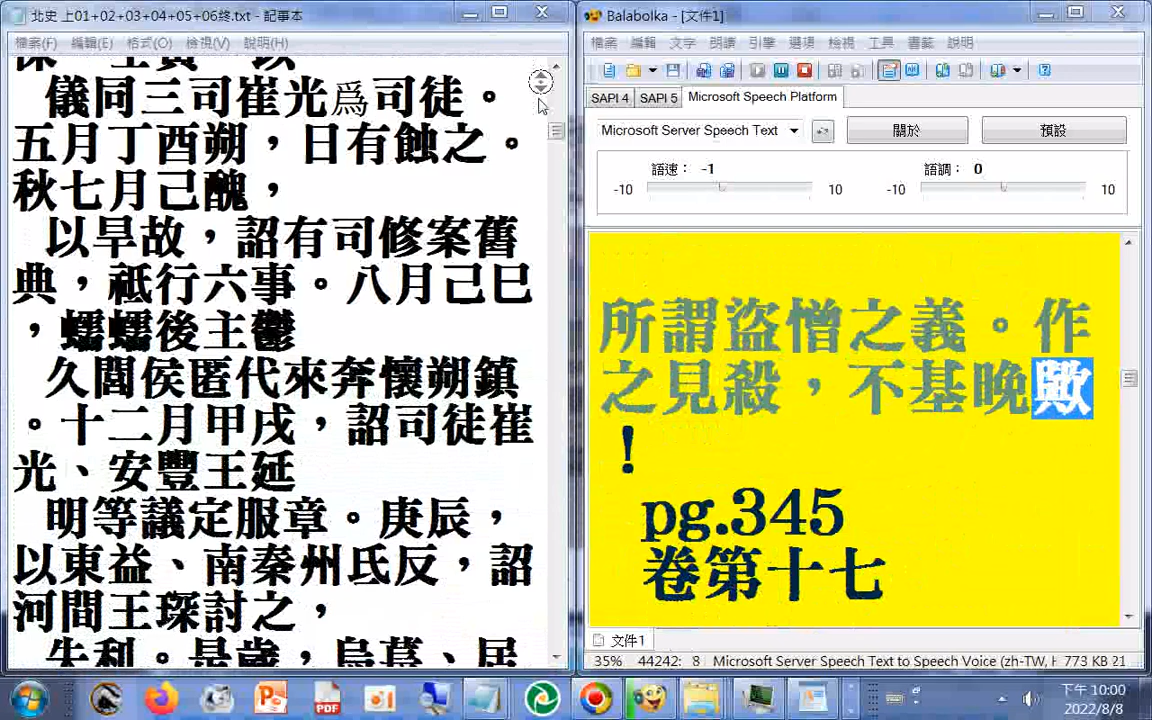 北史 上01+02+03+04+05+06終.txt - 記事本
檔案(F) 編輯(E) 格式(O) 檢視(V) 說明(H)
儀同三司崔光爲司徒。
五月丁酉朔，日有蝕之。
秋七月己醜，
以旱故，詔有司修案舊
典，祗行六事。八月己巳
，蠕蠕後主鬱
久閭侯匿代來奔懷朔鎮
。十二月甲戌，詔司徒崔
光、安豐王延
明等議定服章。庚辰，
以東益、南秦州氐反，詔
河間王琛討之，
失利。是歲，烏萇、居
Balabolka - [文件1]
檔案 編輯 文字 朗讀 引擎 選項 檢視 工具 書籤 說明
SAPI 4 SAPI 5 Microsoft Speech Platform
Microsoft Server Speech Text 關於 預設
語速： -1 語調： 0
-10 10 -10 10
所謂盜憎之義。作
之見殺，不基晚歟
！
pg.345
卷第十七
文件1
35% 44242: 8 Microsoft Server Speech Text to Speech Voice (zh-TW, H 773 KB 21
下午 10:00
2022/8/8